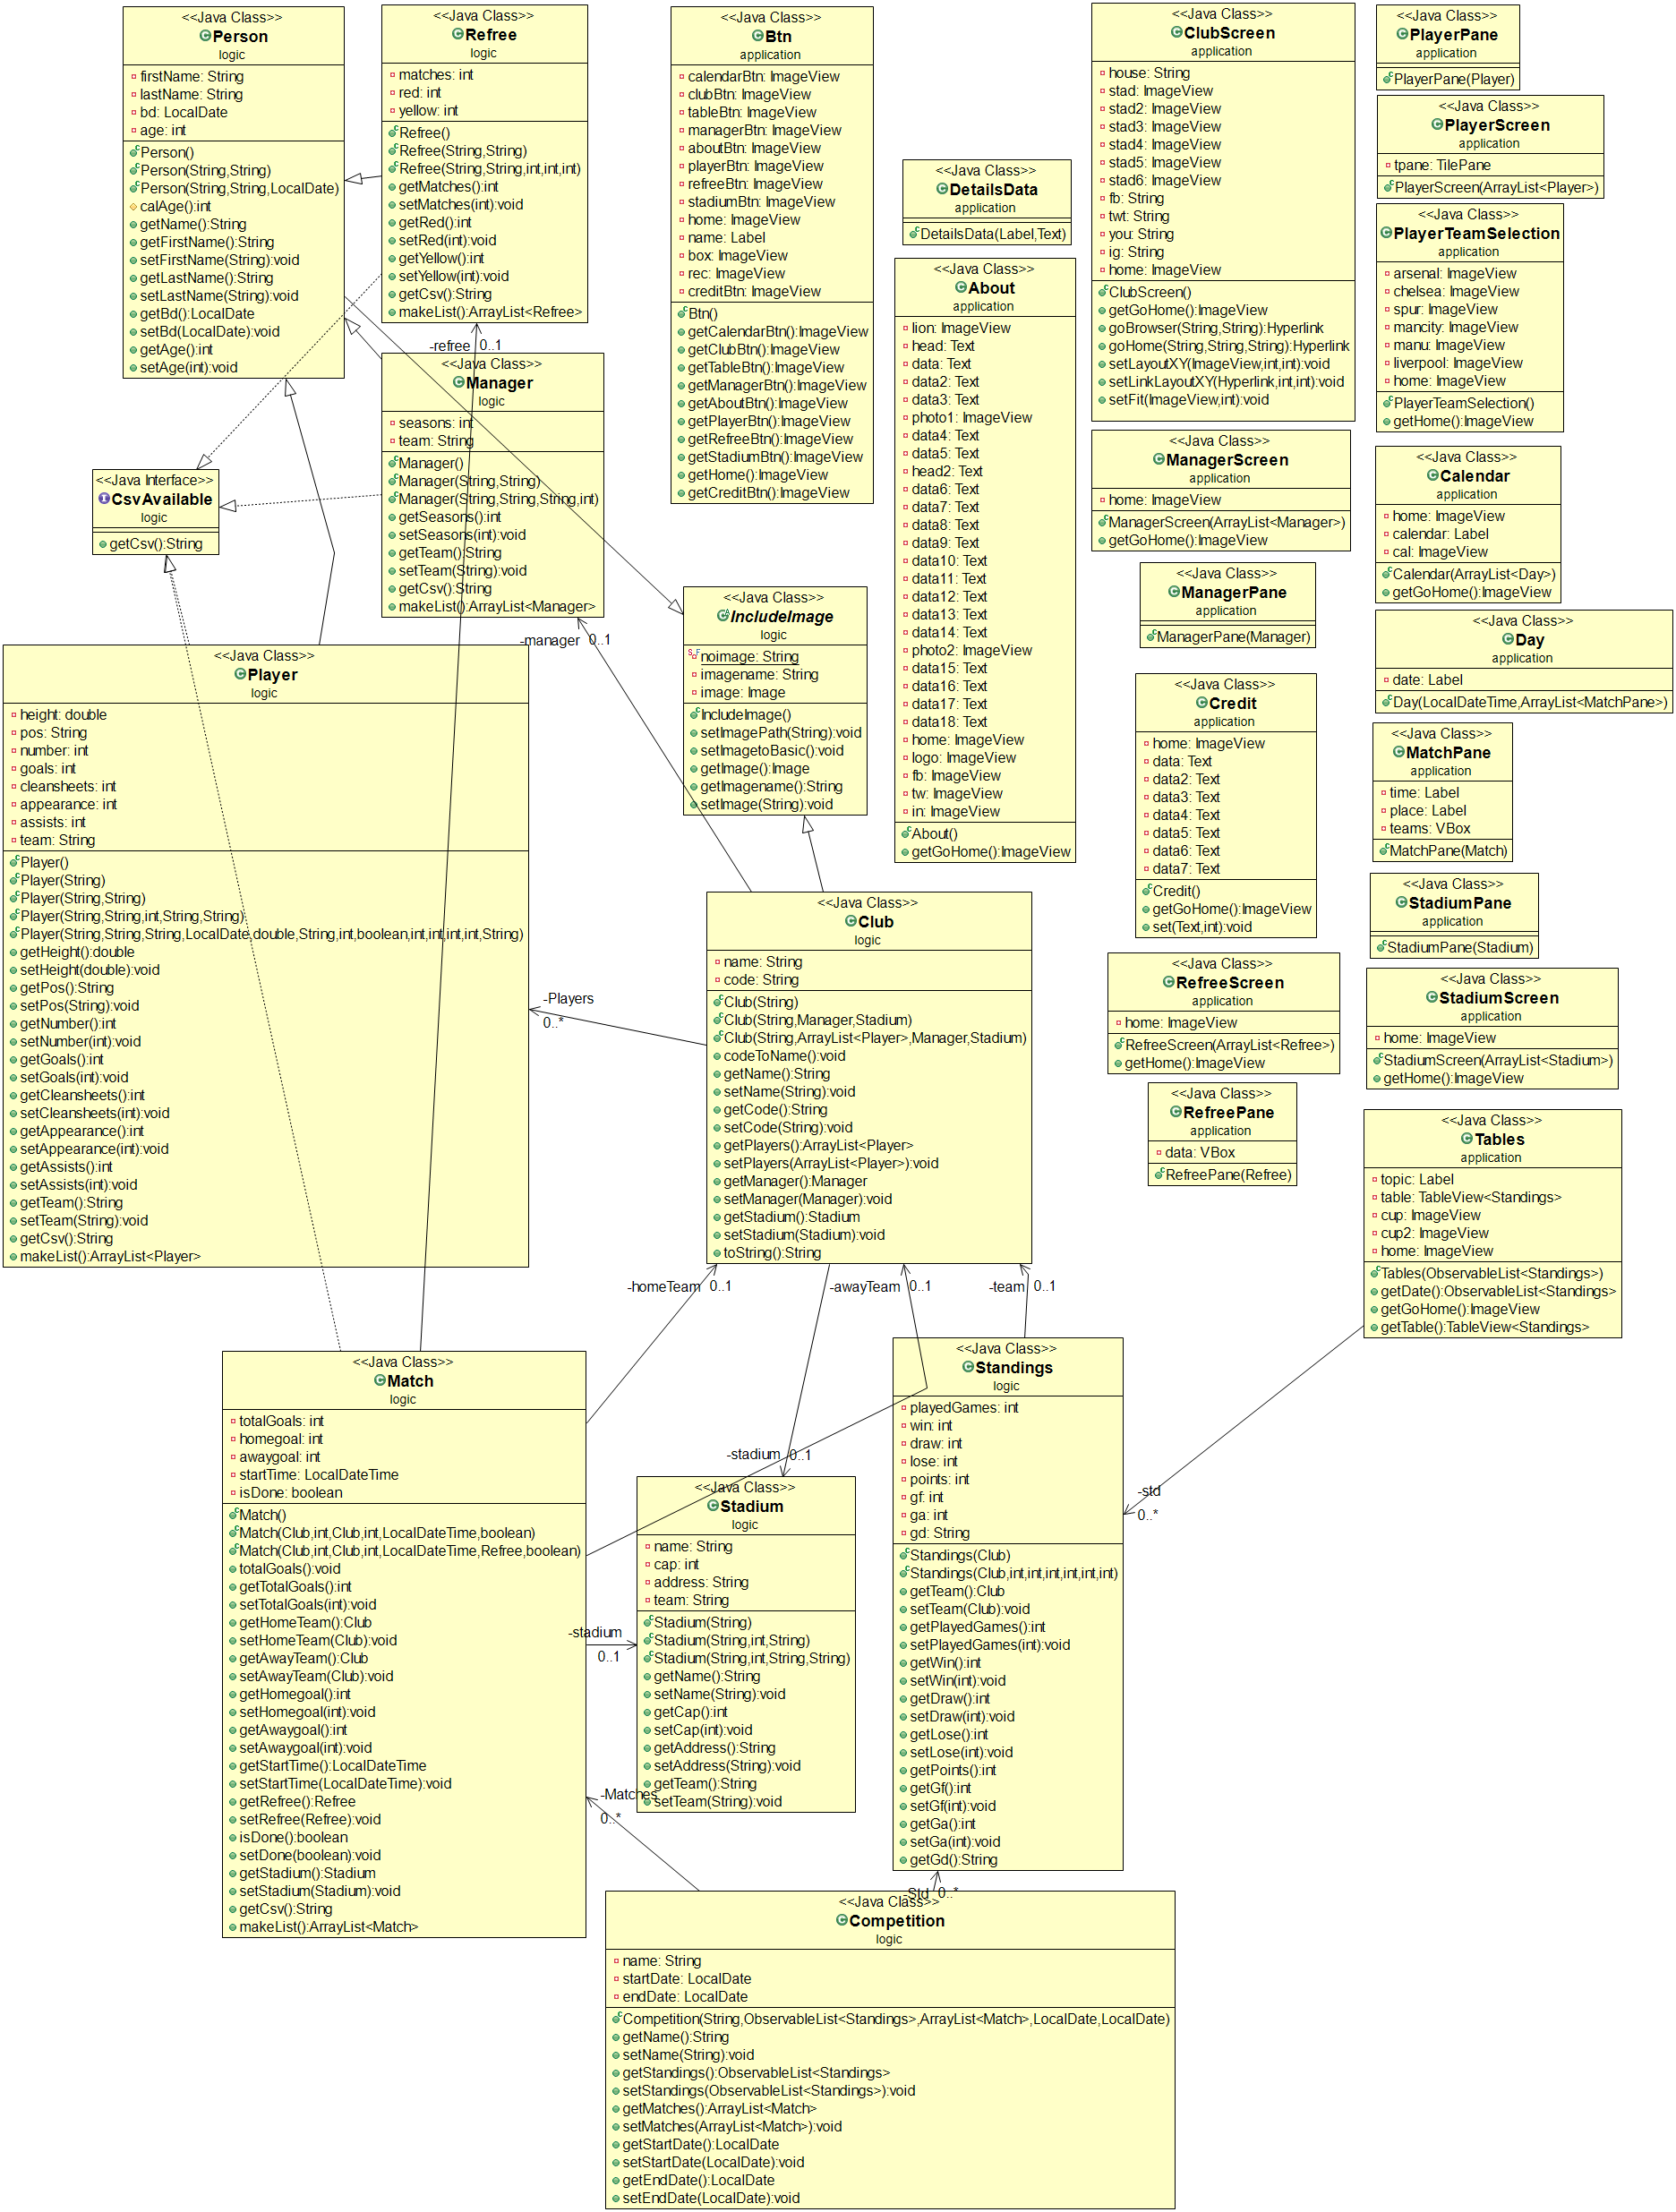 <<Java Class>>
Person
logic
firstName: String
lastName: String
bd: LocalDate
age: int
Person()
Person(String,String)
Person(String,String,LocalDate)
calAge():int
getName():String
getFirstName():String
setFirstName(String):void
getLastName():String
setLastName(String):void
getBd():LocalDate
setBd(LocalDate):void
getAge():int
setAge(int):void
<<Java Class>>
Refree
logic
matches: int
red: int
yellow: int
Refree()
Refree(String,String)
Refree(String,String,int,int,int)
getMatches():int
setMatches(int):void
getRed():int
setRed(int):void
getYellow():int
setYellow(int):void
getCsv():String
makeList():ArrayList<Refree>
-refree 0..1
<<Java Class>>
Manager
logic
seasons: int
team: String
Manager()
Manager(String,String)
Manager(String,String,String,int)
getSeasons():int
setSeasons(int):void
getTeam():String
setTeam(String):void
getCsv():String
makeList():ArrayList<Manager>
-manager 0..1
<<Java Interface>>
CsvAvailable
logic
getCsv():String
<<Java Class>>
Player
logic
height: double
pos: String
number: int
goals: int
cleansheets: int
appearance: int
assists: int
team: String
Player()
Player(String)
Player(String,String)
Player(String,String,int,String,String)
Player(String,String,String,LocalDate,double,String,int,boolean,int,int,int,int,String)
getHeight():double
setHeight(double):void
getPos():String
setPos(String):void
getNumber():int
setNumber(int):void
getGoals():int
setGoals(int):void
getCleansheets():int
setCleansheets(int):void
getAppearance():int
setAppearance(int):void
getAssists():int
setAssists(int):void
getTeam():String
setTeam(String):void
getCsv():String
makeList():ArrayList<Player>
<<Java Class>>
Btn
application
calendarBtn: ImageView
clubBtn: ImageView
tableBtn: ImageView
managerBtn: ImageView
aboutBtn: ImageView
playerBtn: ImageView
refreeBtn: ImageView
stadiumBtn: ImageView
home: ImageView
name: Label
box: ImageView
rec: ImageView
creditBtn: ImageView
Btn()
getCalendarBtn():ImageView
getClubBtn():ImageView
getTableBtn():ImageView
getManagerBtn():ImageView
getAboutBtn():ImageView
getPlayerBtn():ImageView
getRefreeBtn():ImageView
getStadiumBtn():ImageView
getHome():ImageView
getCreditBtn():ImageView
<<Java Class>>
IncludeImage
logic
noimage: String
imagename: String
image: Image
IncludeImage()
setImagePath(String):void
setImagetoBasic():void
getImage():Image
getImagename():String
setImage(String):void
<<Java Class>>
DetailsData
application
DetailsData(Label,Text)
<<Java Class>>
About
application
lion: ImageView
head: Text
data: Text
data2: Text
data3: Text
photo1: ImageView
data4: Text
data5: Text
head2: Text
data6: Text
data7: Text
data8: Text
data9: Text
data10: Text
data11: Text
data12: Text
data13: Text
data14: Text
photo2: ImageView
data15: Text
data16: Text
data17: Text
data18: Text
home: ImageView
logo: ImageView
fb: ImageView
tw: ImageView
in: ImageView
About()
getGoHome():ImageView
<<Java Class>>
ClubScreen
application
house: String
stad: ImageView
stad2: ImageView
stad3: ImageView
stad4: ImageView
stad5: ImageView
stad6: ImageView
fb: String
twt: String
you: String
ig: String
home: ImageView
ClubScreen()
getGoHome():ImageView
goBrowser(String,String):Hyperlink
goHome(String,String,String):Hyperlink
setLayoutXY(ImageView,int,int):void
setLinkLayoutXY(Hyperlink,int,int):void
setFit(ImageView,int):void
<<Java Class>>
ManagerScreen
application
home: ImageView
ManagerScreen(ArrayList<Manager>)
getGoHome():ImageView
<<Java Class>>
ManagerPane
application
ManagerPane(Manager)
<<Java Class>>
Credit
application
home: ImageView
data: Text
data2: Text
data3: Text
data4: Text
data5: Text
data6: Text
data7: Text
Credit()
getGoHome():ImageView
set(Text,int):void
<<Java Class>>
RefreeScreen
application
home: ImageView
RefreeScreen(ArrayList<Refree>)
getHome():ImageView
<<Java Class>>
RefreePane
application
data: VBox
RefreePane(Refree)
<<Java Class>>
PlayerPane
application
PlayerPane(Player)
<<Java Class>>
PlayerScreen
application
tpane: TilePane
PlayerScreen(ArrayList<Player>)
<<Java Class>>
PlayerTeamSelection
application
arsenal: ImageView
chelsea: ImageView
spur: ImageView
mancity: ImageView
manu: ImageView
liverpool: ImageView
home: ImageView
PlayerTeamSelection()
getHome():ImageView
<<Java Class>>
Calendar
application
home: ImageView
calendar: Label
cal: ImageView
Calendar(ArrayList<Day>)
getGoHome():ImageView
<<Java Class>>
Day
application
date: Label
Day(LocalDateTime,ArrayList<MatchPane>)
<<Java Class>>
MatchPane
application
time: Label
place: Label
teams: VBox
MatchPane(Match)
<<Java Class>>
StadiumPane
application
StadiumPane(Stadium)
<<Java Class>>
StadiumScreen
application
home: ImageView
StadiumScreen(ArrayList<Stadium>)
getHome():ImageView
<<Java Class>>
Tables
application
topic: Label
table: TableView<Standings>
cup: ImageView
cup2: ImageView
home: ImageView
Tables(ObservableList<Standings>)
getDate():ObservableList<Standings>
getGoHome():ImageView
getTable():TableView<Standings>
<<Java Class>>
Club
logic
name: String
code: String
Club(String)
Club(String,Manager,Stadium)
Club(String,ArrayList<Player>,Manager,Stadium)
codeToName():void
getName():String
setName(String):void
getCode():String
setCode(String):void
getPlayers():ArrayList<Player>
setPlayers(ArrayList<Player>):void
getManager():Manager
setManager(Manager):void
getStadium():Stadium
setStadium(Stadium):void
toString():String
-Players
0..*
-homeTeam 0..1
-awayTeam 0..1
-team 0..1
<<Java Class>>
Match
logic
totalGoals: int
homegoal: int
awaygoal: int
startTime: LocalDateTime
isDone: boolean
Match()
Match(Club,int,Club,int,LocalDateTime,boolean)
Match(Club,int,Club,int,LocalDateTime,Refree,boolean)
totalGoals():void
getTotalGoals():int
setTotalGoals(int):void
getHomeTeam():Club
setHomeTeam(Club):void
getAwayTeam():Club
setAwayTeam(Club):void
getHomegoal():int
setHomegoal(int):void
getAwaygoal():int
setAwaygoal(int):void
getStartTime():LocalDateTime
setStartTime(LocalDateTime):void
getRefree():Refree
setRefree(Refree):void
isDone():boolean
setDone(boolean):void
getStadium():Stadium
setStadium(Stadium):void
getCsv():String
makeList():ArrayList<Match>
-stadium 0..1
-stadium
0..1
<<Java Class>>
Stadium
logic
name: String
cap: int
address: String
team: String
Stadium(String)
Stadium(String,int,String)
Stadium(String,int,String,String)
getName():String
setName(String):void
getCap():int
setCap(int):void
getAddress():String
setAddress(String):void
getTeam():String
setTeam(String):void
-Matches
0..*
<<Java Class>>
Standings
logic
playedGames: int
win: int
draw: int
lose: int
points: int
gf: int
ga: int
gd: String
Standings(Club)
Standings(Club,int,int,int,int,int,int)
getTeam():Club
setTeam(Club):void
getPlayedGames():int
setPlayedGames(int):void
getWin():int
setWin(int):void
getDraw():int
setDraw(int):void
getLose():int
setLose(int):void
getPoints():int
getGf():int
setGf(int):void
getGa():int
setGa(int):void
getGd():String
-std
0..*
-Std 0..*
<<Java Class>>
Competition
logic
name: String
startDate: LocalDate
endDate: LocalDate
Competition(String,ObservableList<Standings>,ArrayList<Match>,LocalDate,LocalDate)
getName():String
setName(String):void
getStandings():ObservableList<Standings>
setStandings(ObservableList<Standings>):void
getMatches():ArrayList<Match>
setMatches(ArrayList<Match>):void
getStartDate():LocalDate
setStartDate(LocalDate):void
getEndDate():LocalDate
setEndDate(LocalDate):void